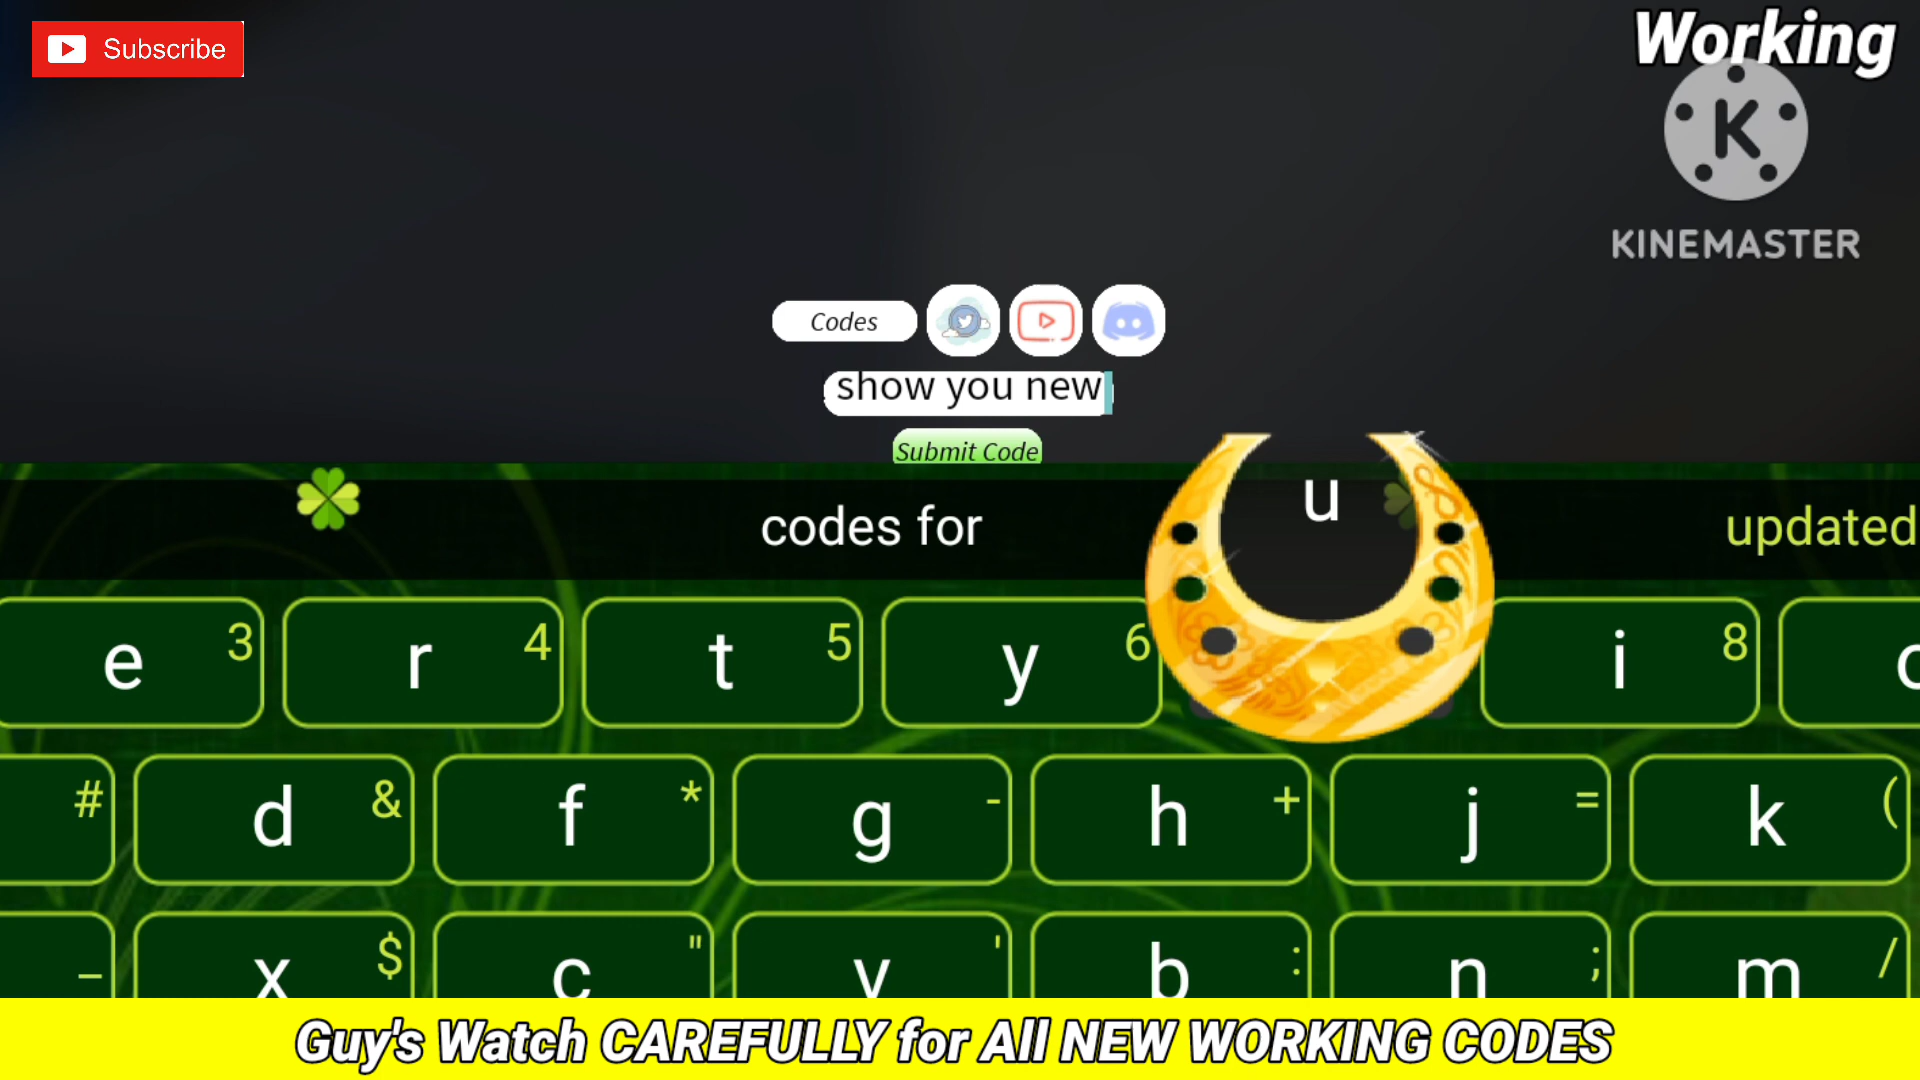 Subscribe
Working
K
KINEMASTER
Codes
show you new
Submit Code
codes for
u
updated
e 3 r 4 t 5 y 6 i 8
# d & f * g - h + j = k (
_ x $ c " v ' b : n ; m /
Guy's Watch CAREFULLY for All NEW WORKING CODES